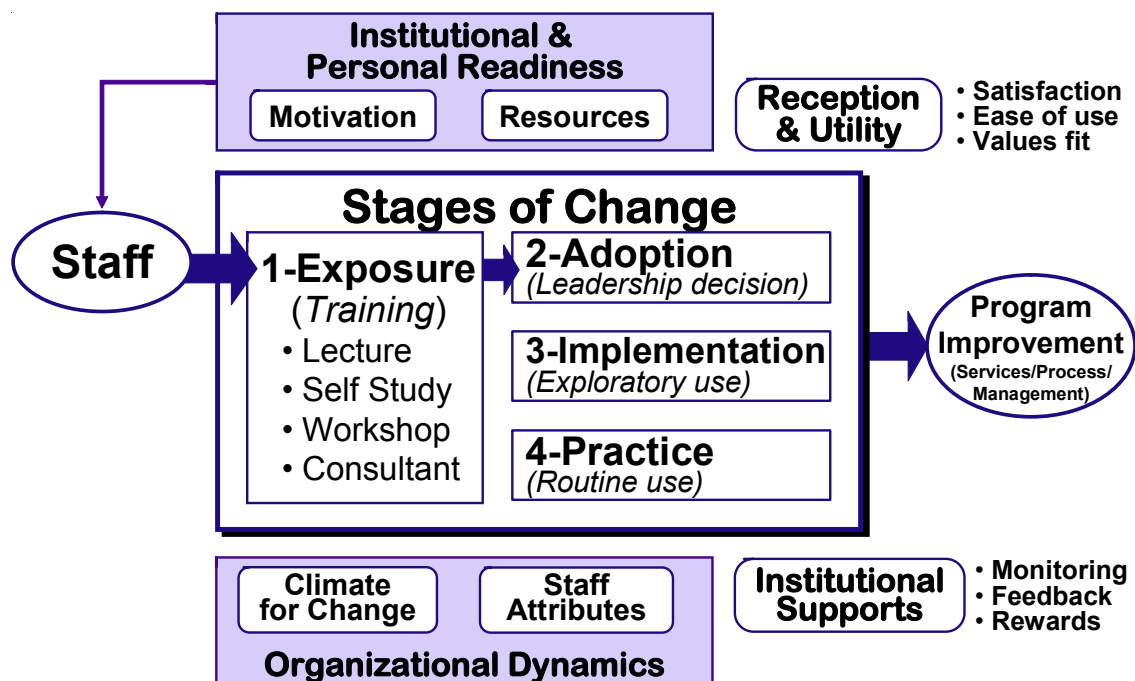 Institutional &
Personal Readiness
Motivation
Resources
Reception
& Utility
• Satisfaction
• Ease of use
• Values fit
Stages of Change
Staff
1-Exposure
(Training)
• Lecture
• Self Study
• Workshop
• Consultant
2-Adoption
(Leadership decision)
3-Implementation
(Exploratory use)
4-Practice
(Routine use)
Program
Improvement
(Services/Process/
Management)
Climate
for Change
Staff
Attributes
Organizational Dynamics
Institutional
Supports
• Monitoring
• Feedback
• Rewards